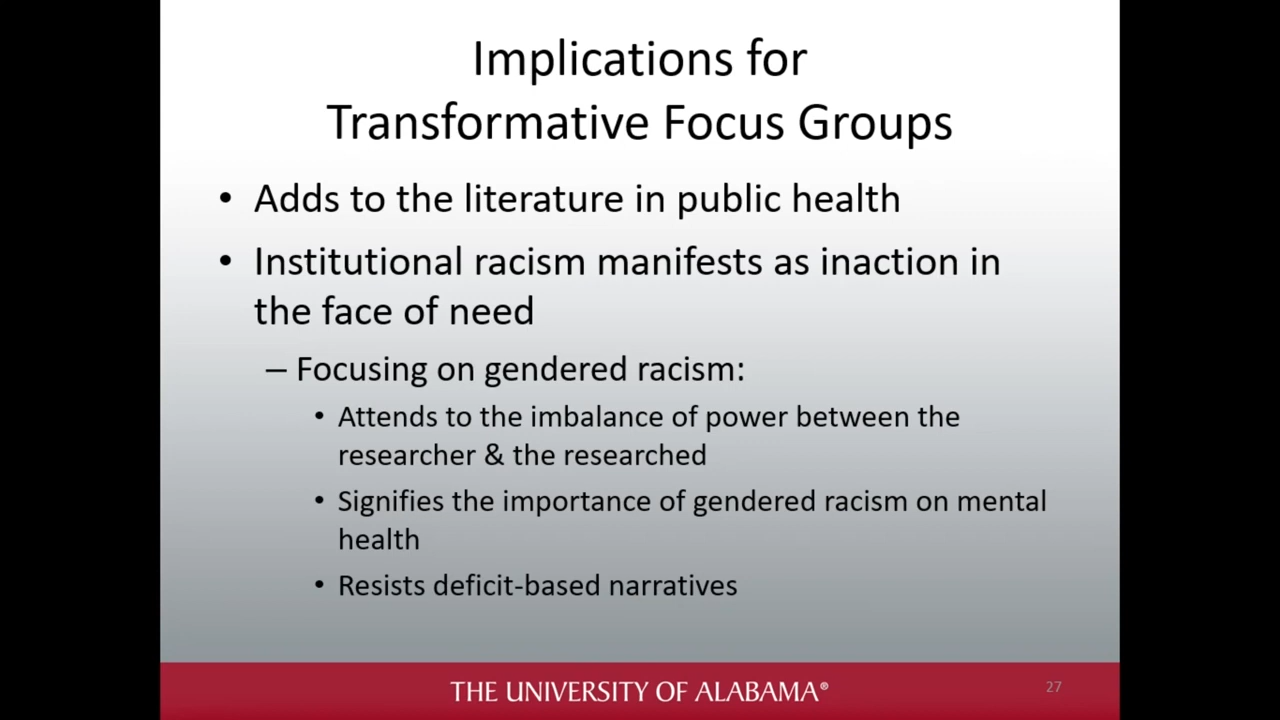 Implications for
Transformative Focus Groups
• Adds to the literature in public health
• Institutional racism manifests as inaction in
the face of need
– Focusing on gendered racism:
• Attends to the imbalance of power between the
researcher & the researched
• Signifies the importance of gendered racism on mental
health
• Resists deficit-based narratives
THE UNIVERSITY OF ALABAMA®
27